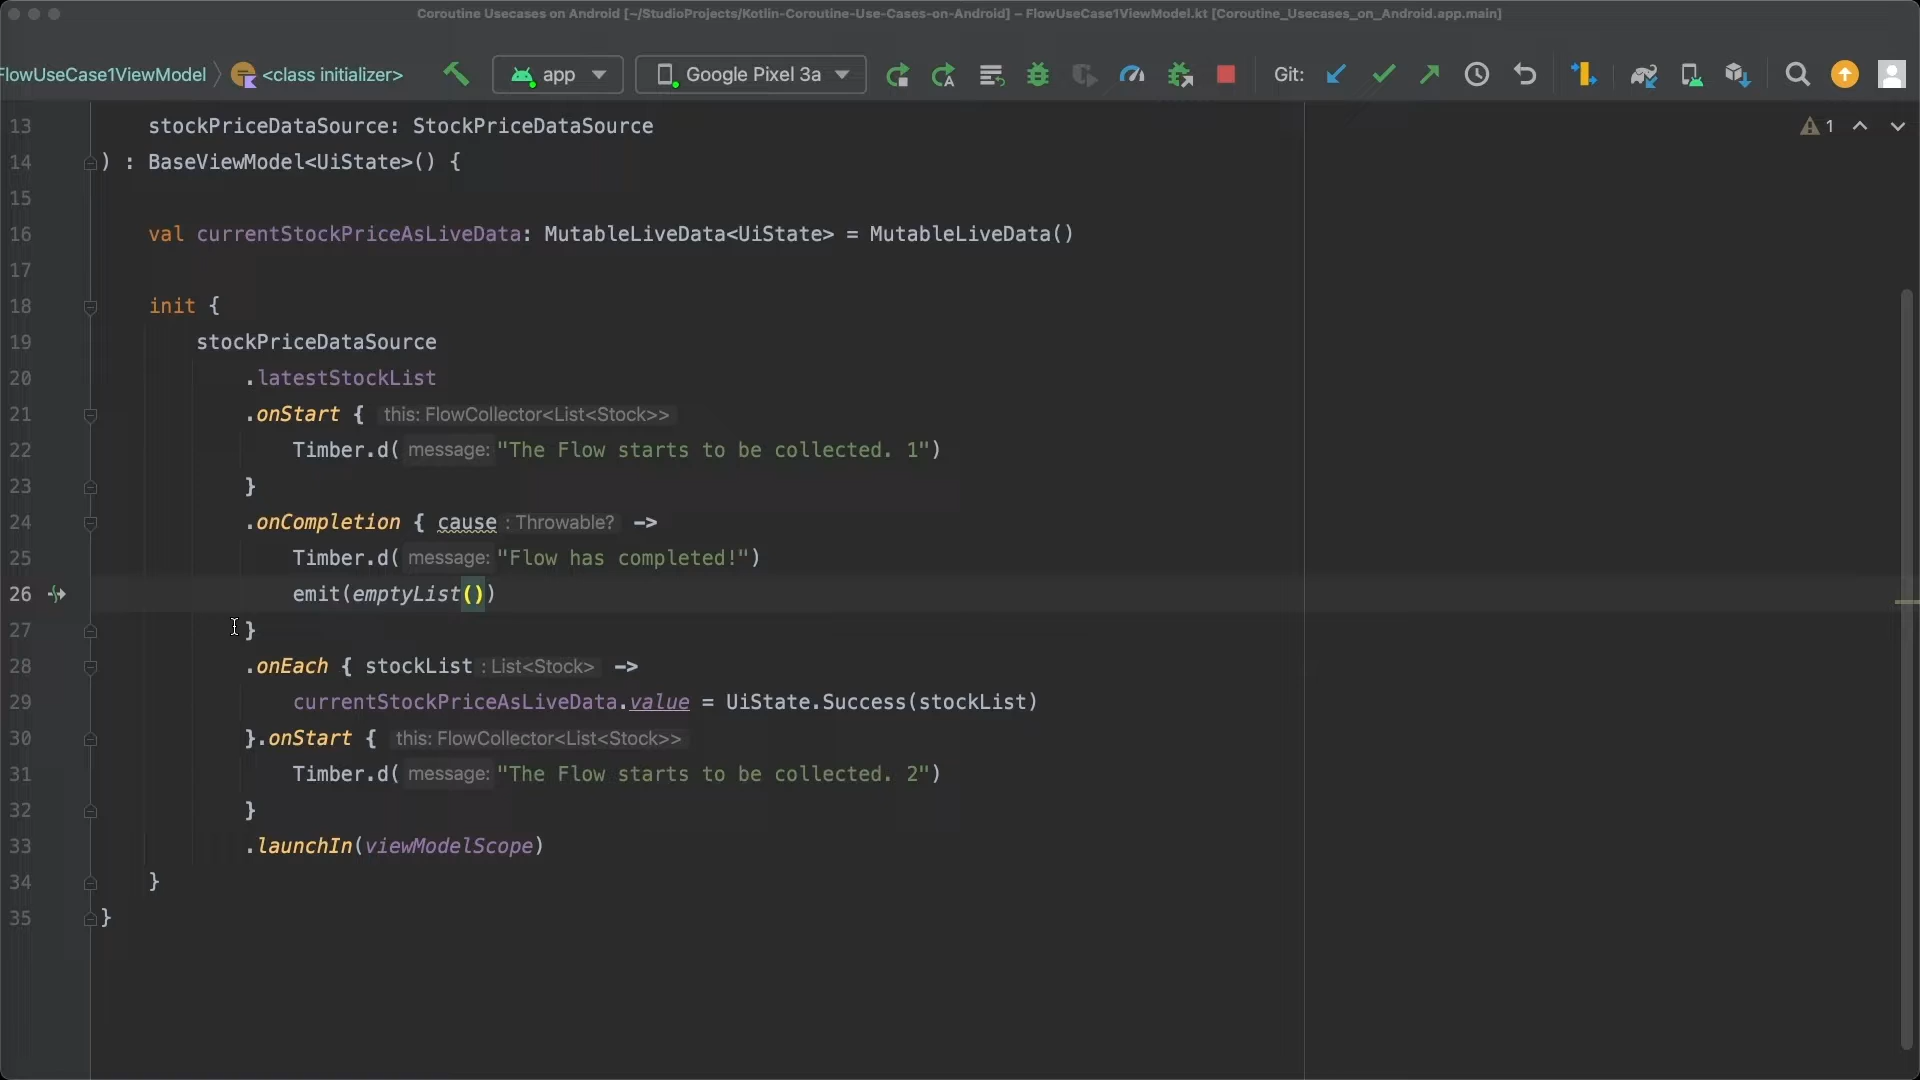 Coroutine Usecases on Android [~/StudioProjects/Kotlin-Coroutine-Use-Cases-on-Android] – FlowUseCase1ViewModel.kt [Coroutine_Usecases_on_Android.app.main]
FlowUseCase1ViewModel <class initializer> app Google Pixel 3a Git:
13 stockPriceDataSource: StockPriceDataSource 1
14 ) : BaseViewModel<UiState>() {
15
16 val currentStockPriceAsLiveData: MutableLiveData<UiState> = MutableLiveData()
17
18 init {
19 stockPriceDataSource
20 .latestStockList
21 .onStart { this: FlowCollector<List<Stock>>
22 Timber.d( message: "The Flow starts to be collected. 1")
23 }
24 .onCompletion { cause : Throwable? ->
25 Timber.d( message: "Flow has completed!")
26 emit(emptyList())
27 }
28 .onEach { stockList : List<Stock> ->
29 currentStockPriceAsLiveData.value = UiState.Success(stockList)
30 }.onStart { this: FlowCollector<List<Stock>>
31 Timber.d( message: "The Flow starts to be collected. 2")
32 }
33 .launchIn(viewModelScope)
34 }
35 }